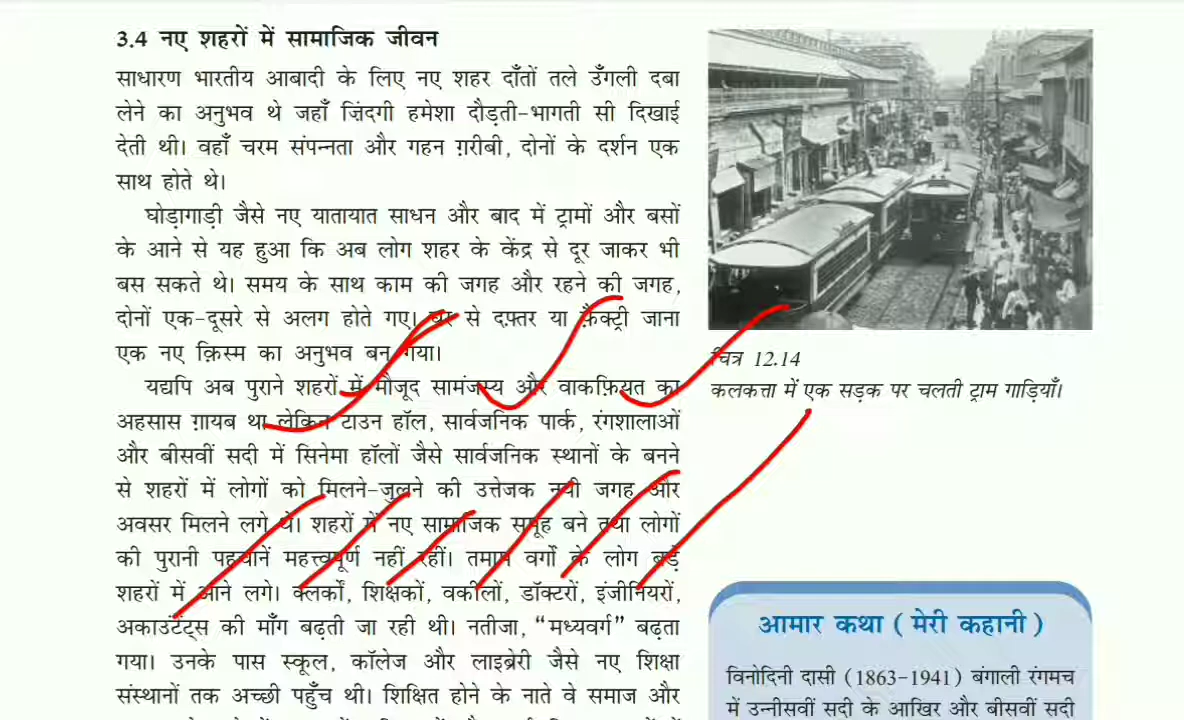 3.4 नए शहरों में सामाजिक जीवन
साधारण भारतीय आबादी के लिए नए शहर दाँतों तले उँगली दबा
लेने का अनुभव थे जहाँ ज़िंदगी हमेशा दौड़ती-भागती सी दिखाई
देती थी। वहाँ चरम संपन्नता और गहन ग़रीबी, दोनों के दर्शन एक
साथ होते थे।
घोड़ागाड़ी जैसे नए यातायात साधन और बाद में ट्रामों और बसों
के आने से यह हुआ कि अब लोग शहर के केंद्र से दूर जाकर भी
बस सकते थे। समय के साथ काम की जगह और रहने की जगह,
दोनों एक-दूसरे से अलग होते गए। घर से दफ़्तर या फ़ैक्ट्री जाना
एक नए क़िस्म का अनुभव बन गया।
यद्यपि अब पुराने शहरों में मौजूद सामंजस्य और वाकफ़ियत का
अहसास ग़ायब था लेकिन टाउन हॉल, सार्वजनिक पार्क, रंगशालाओं
और बीसवीं सदी में सिनेमा हॉलों जैसे सार्वजनिक स्थानों के बनने
से शहरों में लोगों को मिलने-जुलने की उत्तेजक नयी जगह और
अवसर मिलने लगे थे। शहरों में नए सामाजिक समूह बने तथा लोगों
की पुरानी पहचानें महत्त्वपूर्ण नहीं रहीं। तमाम वर्गों के लोग बड़े
शहरों में आने लगे। क्लर्कों, शिक्षकों, वकीलों, डॉक्टरों, इंजीनियरों,
अकाउंटेंट्स की माँग बढ़ती जा रही थी। नतीजा, “मध्यवर्ग” बढ़ता
गया। उनके पास स्कूल, कॉलेज और लाइब्रेरी जैसे नए शिक्षा
संस्थानों तक अच्छी पहुँच थी। शिक्षित होने के नाते वे समाज और
चित्र 12.14
कलकत्ता में एक सड़क पर चलती ट्राम गाड़ियाँ।
आमार कथा ( मेरी कहानी )
विनोदिनी दासी (1863-1941) बंगाली रंगमच
में उन्नीसवीं सदी के आखिर और बीसवीं सदी